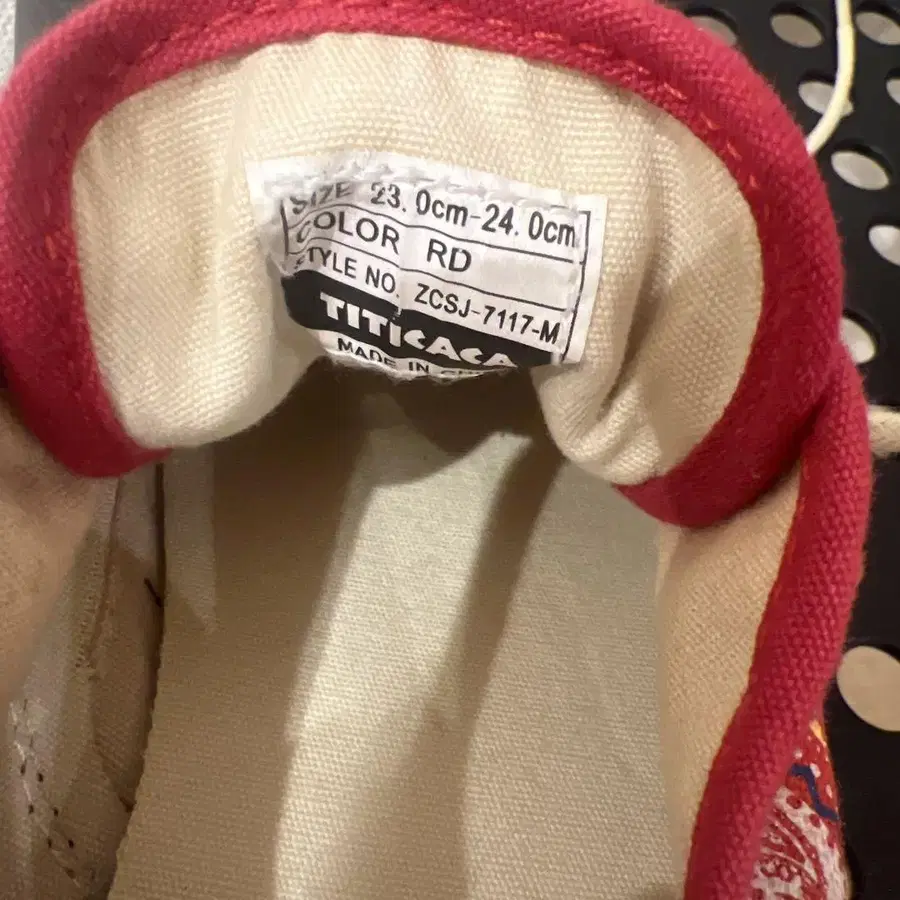 SIZE 23.0cm-24.0cm
COLOR RD
STYLE NO. ZCSJ-7117-M
TITICACA
MADE IN